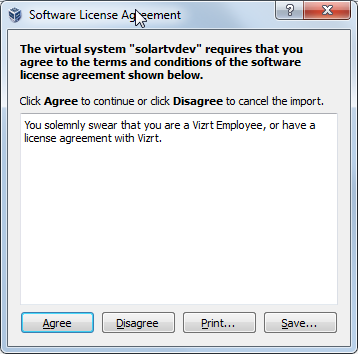 Software License Agreement
The virtual system "solartvdev" requires that you
agree to the terms and conditions of the software
license agreement shown below.
Click Agree to continue or click Disagree to cancel the import.
You solemnly swear that you are a Vizrt Employee, or have a
license agreement with Vizrt.
Agree Disagree Print... Save...